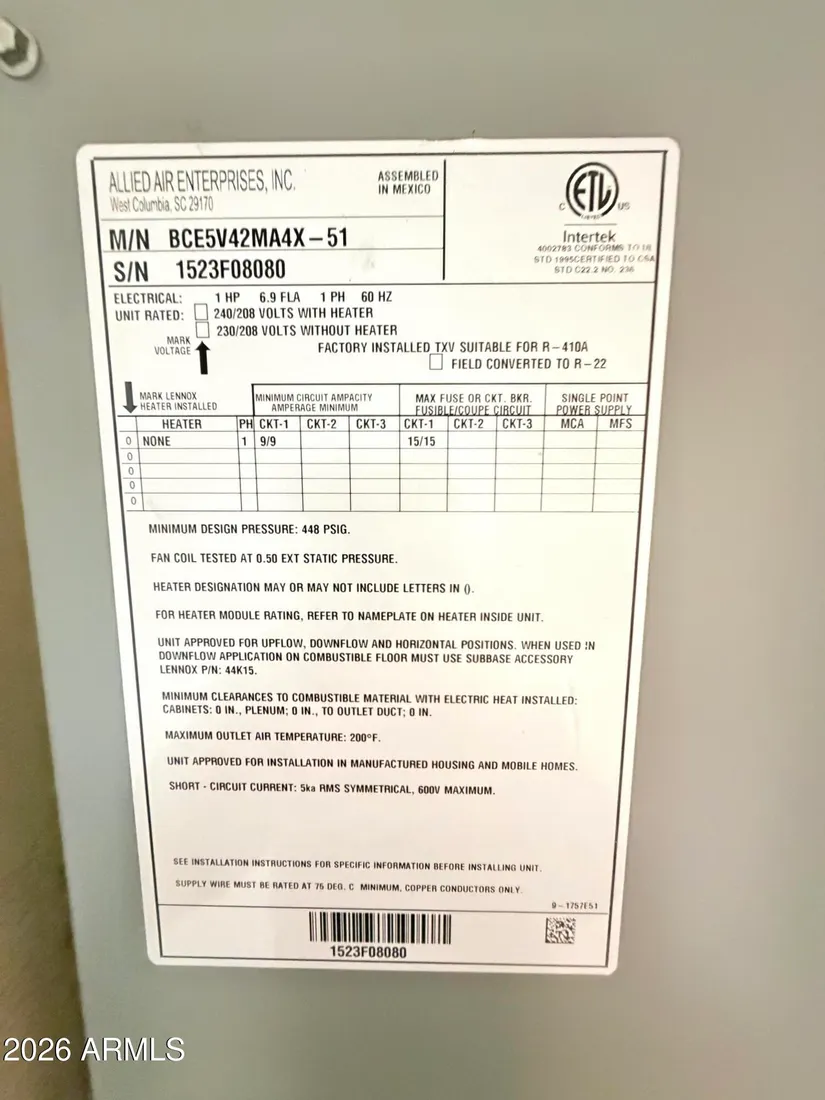 ALLIED AIR ENTERPRISES, INC.
West Columbia, SC 29170
ASSEMBLED
IN MEXICO
C ETL US
LISTED
Intertek
4002783 CONFORMS TO UL
STD 1995CERTIFIED TO CSA
STD C22.2 NO. 236
M/N BCE5V42MA4X-51
S/N 1523F08080
ELECTRICAL: 1 HP 6.9 FLA 1 PH 60 HZ
UNIT RATED: 240/208 VOLTS WITH HEATER
230/208 VOLTS WITHOUT HEATER
MARK
VOLTAGE
FACTORY INSTALLED TXV SUITABLE FOR R-410A
FIELD CONVERTED TO R-22
MARK LENNOX
HEATER INSTALLED
MINIMUM CIRCUIT AMPACITY
AMPERAGE MINIMUM
MAX FUSE OR CKT. BKR.
FUSIBLE/COUPE CIRCUIT
SINGLE POINT
POWER SUPPLY
HEATER PH CKT-1 CKT-2 CKT-3 CKT-1 CKT-2 CKT-3 MCA MFS
0 NONE 1 9/9 15/15
0
0
0
0
MINIMUM DESIGN PRESSURE: 448 PSIG.
FAN COIL TESTED AT 0.50 EXT STATIC PRESSURE.
HEATER DESIGNATION MAY OR MAY NOT INCLUDE LETTERS IN ().
FOR HEATER MODULE RATING, REFER TO NAMEPLATE ON HEATER INSIDE UNIT.
UNIT APPROVED FOR UPFLOW, DOWNFLOW AND HORIZONTAL POSITIONS. WHEN USED IN
DOWNFLOW APPLICATION ON COMBUSTIBLE FLOOR MUST USE SUBBASE ACCESSORY
LENNOX P/N: 44K15.
MINIMUM CLEARANCES TO COMBUSTIBLE MATERIAL WITH ELECTRIC HEAT INSTALLED:
CABINETS: 0 IN., PLENUM; 0 IN., TO OUTLET DUCT; 0 IN.
MAXIMUM OUTLET AIR TEMPERATURE: 200°F.
UNIT APPROVED FOR INSTALLATION IN MANUFACTURED HOUSING AND MOBILE HOMES.
SHORT - CIRCUIT CURRENT: 5ka RMS SYMMETRICAL, 600V MAXIMUM.
SEE INSTALLATION INSTRUCTIONS FOR SPECIFIC INFORMATION BEFORE INSTALLING UNIT.
SUPPLY WIRE MUST BE RATED AT 75 DEG. C MINIMUM, COPPER CONDUCTORS ONLY.
9-1757E51
1523F08080
2026 ARMLS